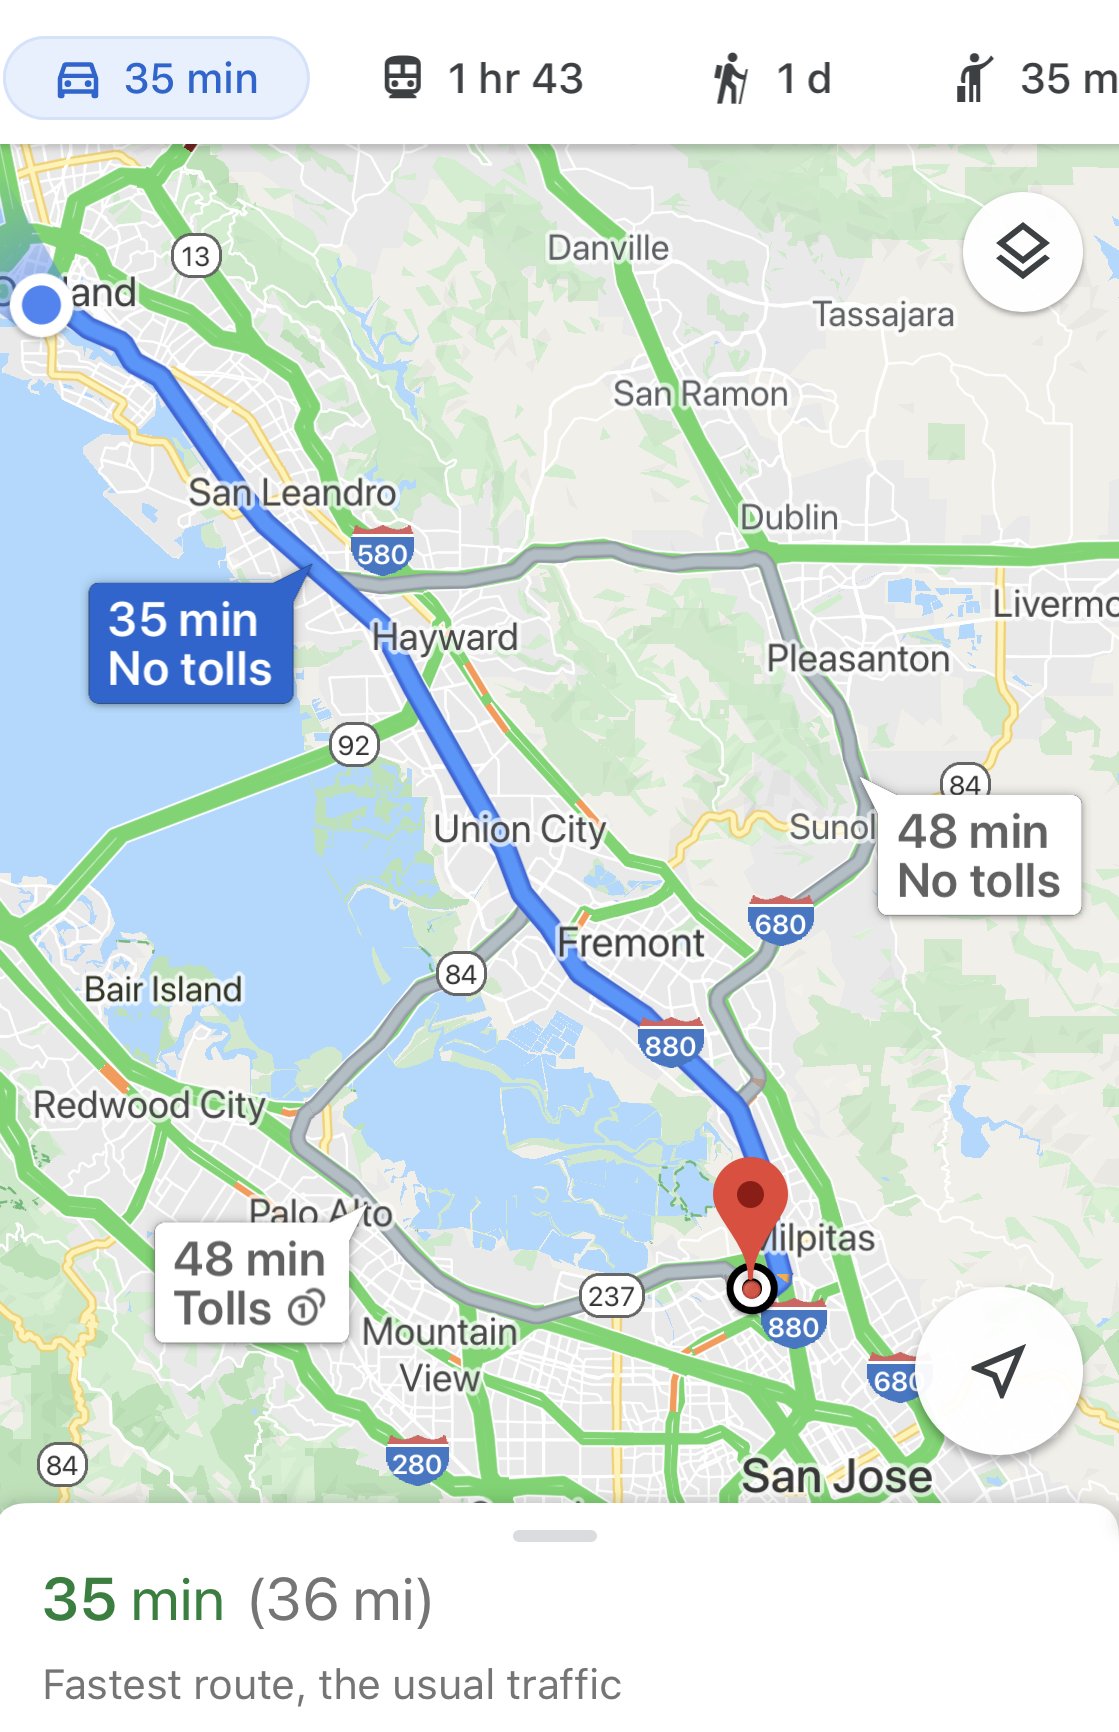 35 min
1 hr 43
1 d
35 m
13
Danville
Tassajara
San Ramon
San Leandro
Dublin
580
35 min
No tolls
Livermo
Hayward
Pleasanton
92
84
Union City
Sunol
48 min
No tolls
680
Fremont
84
Bair Island
880
Redwood City
Palo Alto
Milpitas
48 min
Tolls
237
880
Mountain
View
680
280
84
San Jose
35 min (36 mi)
Fastest route, the usual traffic